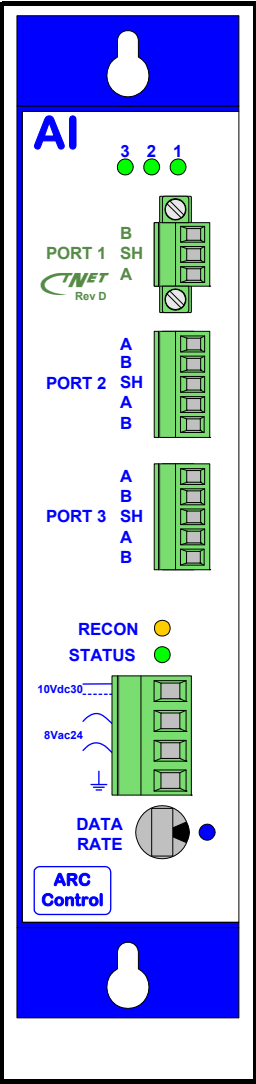 AI
3 2 1
B
PORT 1 SH
CTNET A
Rev D
A
B
PORT 2 SH
A
B
A
B
PORT 3 SH
A
B
RECON
STATUS
10Vdc30
8Vac24
DATA
RATE
ARC
Control